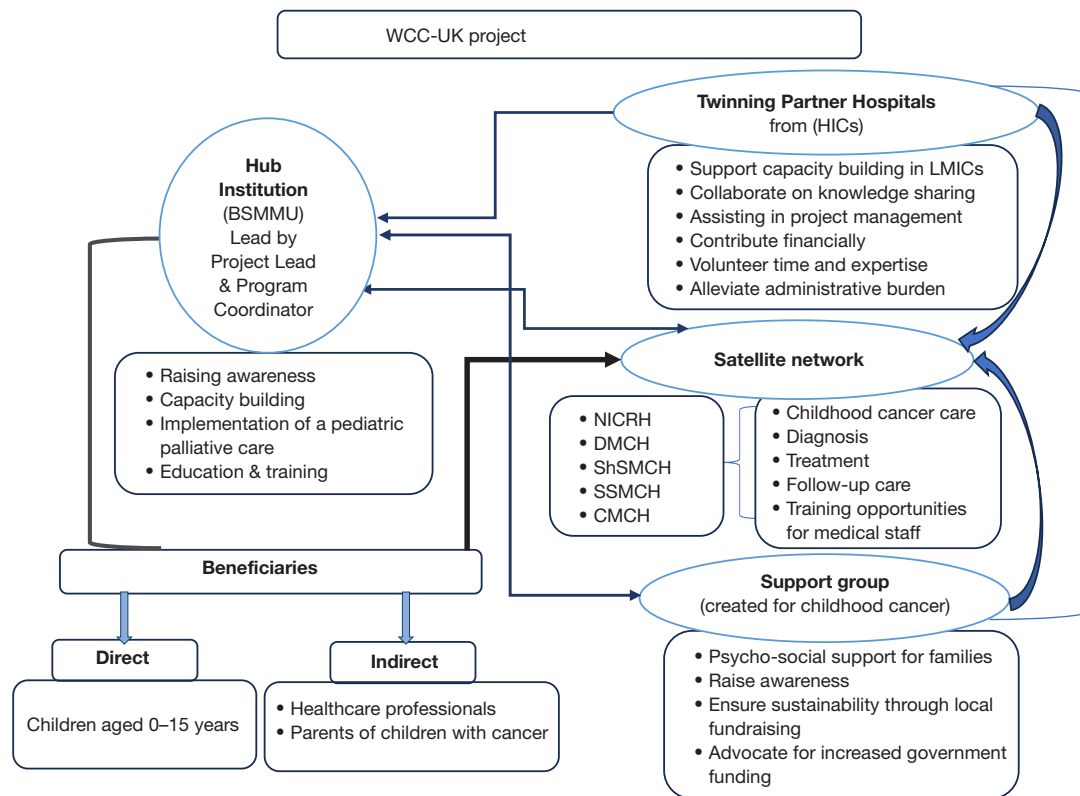 WCC-UK project
Twinning Partner Hospitals
from (HICs)
• Support capacity building in LMICs
• Collaborate on knowledge sharing
• Assisting in project management
• Contribute financially
• Volunteer time and expertise
• Alleviate administrative burden
Hub
Institution
(BSMMU)
Lead by
Project Lead
& Program
Coordinator
• Raising awareness
• Capacity building
• Implementation of a pediatric
palliative care
• Education & training
Satellite network
• NICRH
• DMCH
• ShSMCH
• SSMCH
• CMCH
• Childhood cancer care
• Diagnosis
• Treatment
• Follow-up care
• Training opportunities
for medical staff
Beneficiaries
Direct
Children aged 0–15 years
Indirect
• Healthcare professionals
• Parents of children with cancer
Support group
(created for childhood cancer)
• Psycho-social support for families
• Raise awareness
• Ensure sustainability through local
fundraising
• Advocate for increased government
funding